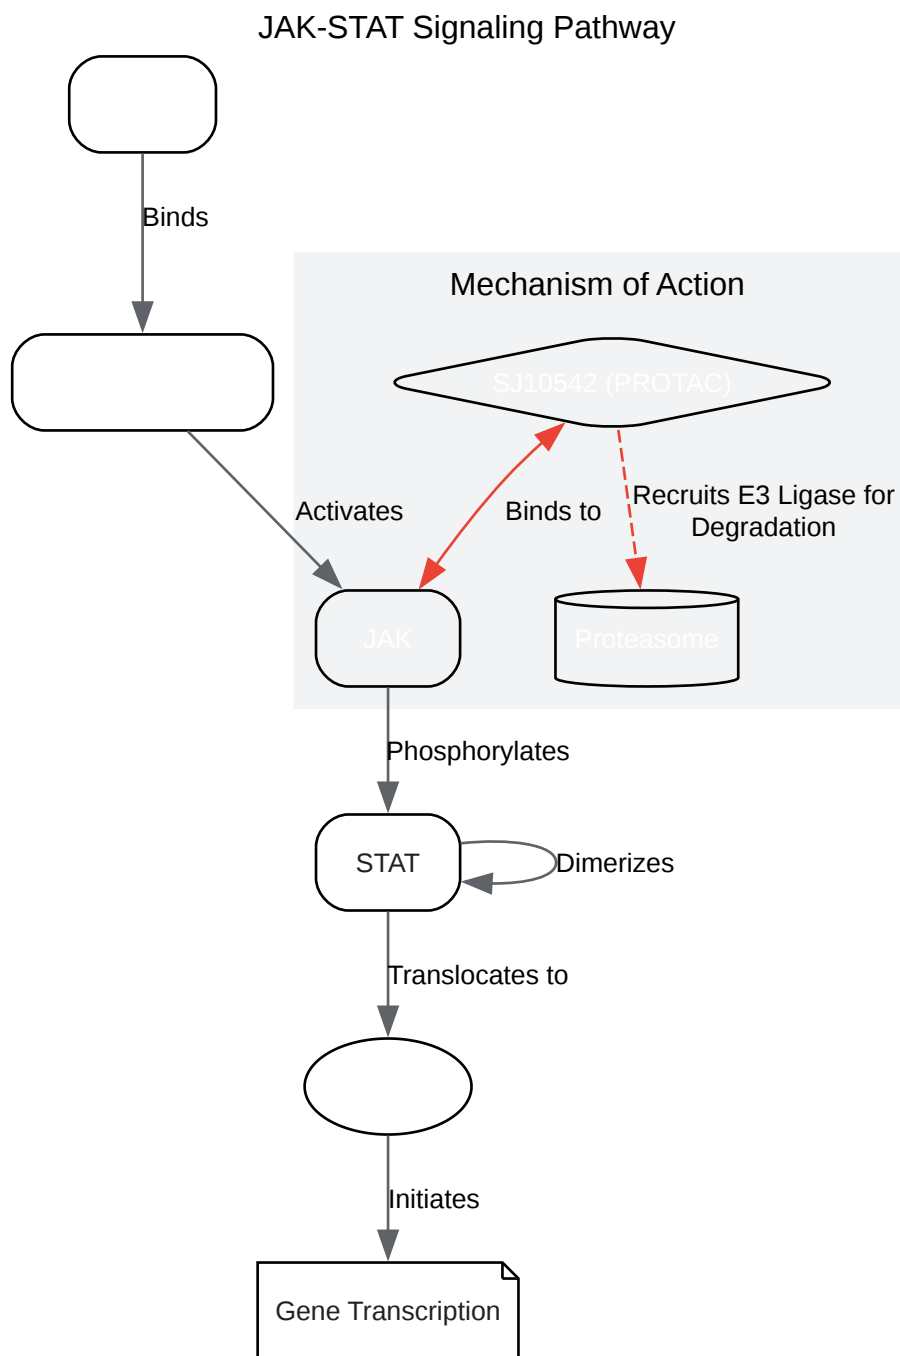 JAK-STAT Signaling Pathway
Binds
Mechanism of Action
SJ10542 (PROTAC)
Activates
Binds to
Recruits E3 Ligase for
Degradation
JAK
Proteasome
Phosphorylates
STAT
Dimerizes
Translocates to
Initiates
Gene Transcription